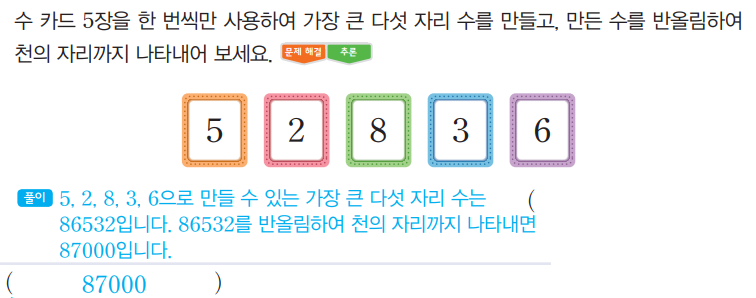 수 카드 5장을 한 번씩만 사용하여 가장 큰 다섯 자리 수를 만들고, 만든 수를 반올림하여
천의 자리까지 나타내어 보세요. 문제 해결 추론
5 2 8 3 6
풀이 5, 2, 8, 3, 6으로 만들 수 있는 가장 큰 다섯 자리 수는 (
86532입니다. 86532를 반올림하여 천의 자리까지 나타내면
87000입니다.
( 87000 )